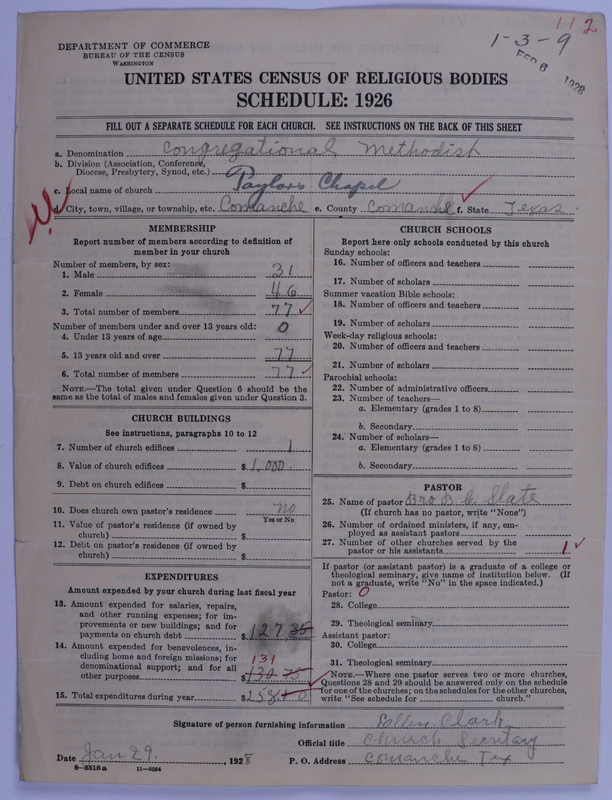 112
1-3-9
FEB 8 1928
DEPARTMENT OF COMMERCE
BUREAU OF THE CENSUS
WASHINGTON
UNITED STATES CENSUS OF RELIGIOUS BODIES
SCHEDULE: 1926
FILL OUT A SEPARATE SCHEDULE FOR EACH CHURCH. SEE INSTRUCTIONS ON THE BACK OF THIS SHEET
a. Denomination Congregational Methodist
b. Division (Association, Conference,
Diocese, Presbytery, Synod, etc.)
c. Local name of church Taylors Chapel
d. City, town, village, or township, etc. Comanche e. County Comanche f. State Texas
MEMBERSHIP
Report number of members according to definition of
member in your church
Number of members, by sex:
1. Male 31
2. Female 46
3. Total number of members 77
Number of members under and over 13 years old:
4. Under 13 years of age 0
5. 13 years old and over 77
6. Total number of members 77
NOTE.—The total given under Question 6 should be the
same as the total of males and females given under Question 3.
CHURCH BUILDINGS
See instructions, paragraphs 10 to 12
7. Number of church edifices 1
8. Value of church edifices $1,000.
9. Debt on church edifices $
10. Does church own pastor's residence no
Yes or No
11. Value of pastor's residence (if owned by
church) $
12. Debt on pastor's residence (if owned by
church) $
EXPENDITURES
Amount expended by church during last fiscal year
13. Amount expended for salaries, repairs,
and other running expenses; for im-
provements or new buildings; and for
payments on church debt $127 35
14. Amount expended for benevolences, in-
cluding home and foreign missions; for
denominational support; and for all 131
other purposes $130 75
15. Total expenditures during year $258 10
CHURCH SCHOOLS
Report here only schools conducted by this church
Sunday schools:
16. Number of officers and teachers
17. Number of scholars
Summer vacation Bible schools:
18. Number of officers and teachers
19. Number of scholars
Week-day religious schools:
20. Number of officers and teachers
21. Number of scholars
Parochial schools:
22. Number of administrative officers
23. Number of teachers—
a. Elementary (grades 1 to 8)
b. Secondary
24. Number of scholars—
a. Elementary (grades 1 to 8)
b. Secondary
PASTOR
25. Name of pastor Bro B. C. Slate
(If church has no pastor, write "None")
26. Number of ordained ministers, if any, em-
ployed as assistant pastors
27. Number of other churches served by the
pastor or his assistants 1
If pastor (or assistant pastor) is a graduate of a college or
theological seminary, give name of institution below. (If
not a graduate, write "No" in the space indicated.)
Pastor: 0
28. College
29. Theological seminary
Assistant pastor:
30. College
31. Theological seminary
NOTE.—Where one pastor serves two or more churches,
Questions 28 and 29 should be answered only on the schedule
for one of the churches; on the schedules for the other churches,
write "See schedule for church."
Signature of person furnishing information Clark
Official title Church Secretary
Date Jan 29, 1928 P. O. Address Comanche Tex
8—5518 a 11—4034